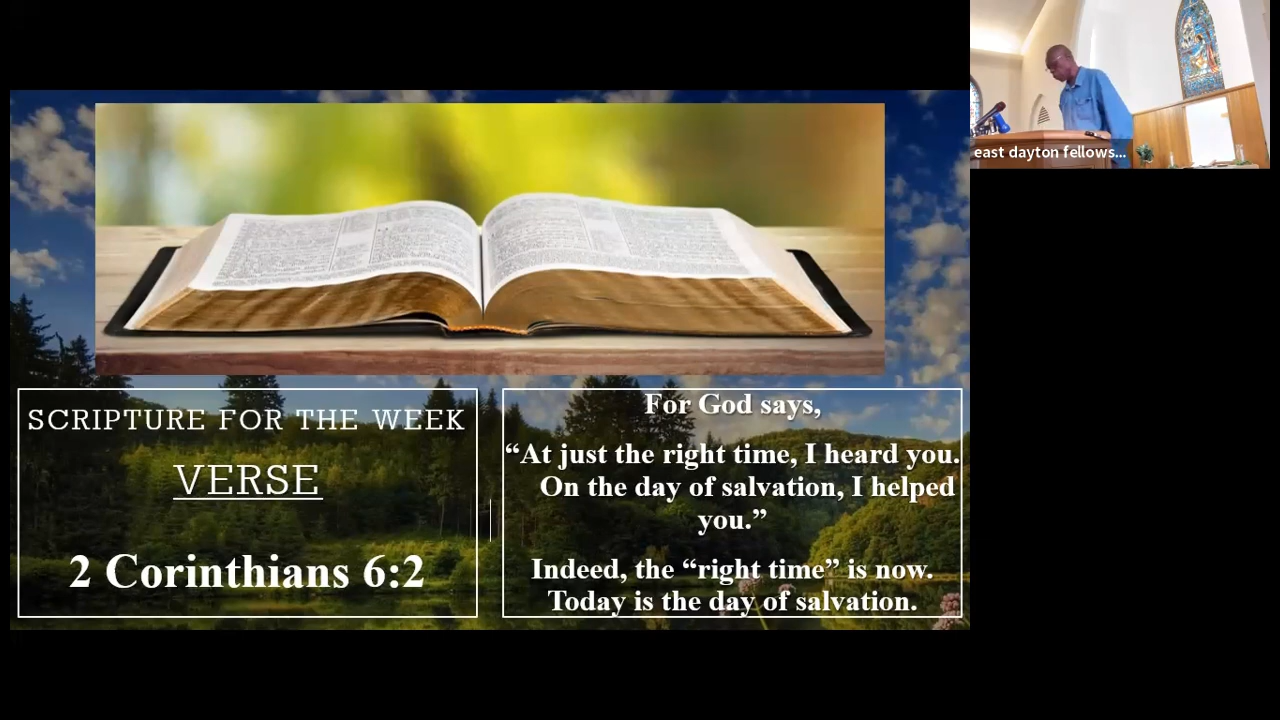 SCRIPTURE FOR THE WEEK
VERSE
2 Corinthians 6:2
For God says,
“At just the right time, I heard you.
On the day of salvation, I helped
you.”
Indeed, the “right time” is now.
Today is the day of salvation.
east dayton fellows...